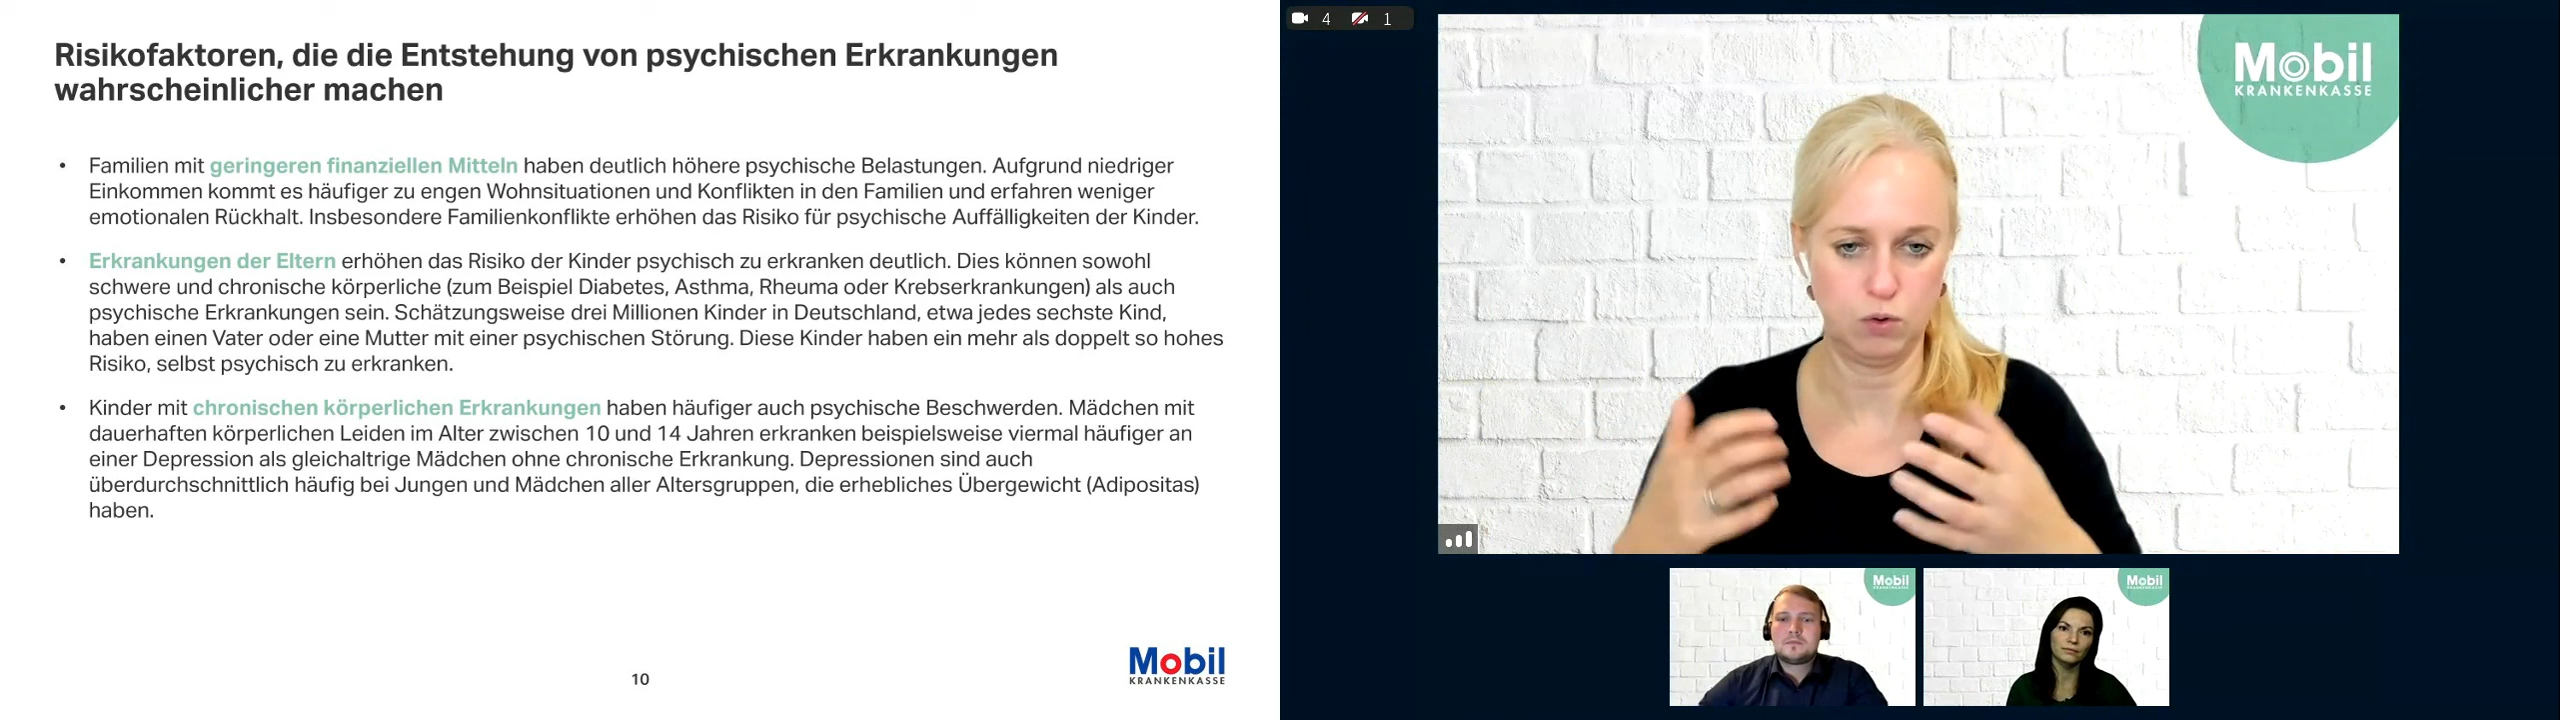 Risikofaktoren, die die Entstehung von psychischen Erkrankungen
wahrscheinlicher machen
• Familien mit geringeren finanziellen Mitteln haben deutlich höhere psychische Belastungen. Aufgrund niedriger
Einkommen kommt es häufiger zu engen Wohnsituationen und Konflikten in den Familien und erfahren weniger
emotionalen Rückhalt. Insbesondere Familienkonflikte erhöhen das Risiko für psychische Auffälligkeiten der Kinder.
• Erkrankungen der Eltern erhöhen das Risiko der Kinder psychisch zu erkranken deutlich. Dies können sowohl
schwere und chronische körperliche (zum Beispiel Diabetes, Asthma, Rheuma oder Krebserkrankungen) als auch
psychische Erkrankungen sein. Schätzungsweise drei Millionen Kinder in Deutschland, etwa jedes sechste Kind,
haben einen Vater oder eine Mutter mit einer psychischen Störung. Diese Kinder haben ein mehr als doppelt so hohes
Risiko, selbst psychisch zu erkranken.
• Kinder mit chronischen körperlichen Erkrankungen haben häufiger auch psychische Beschwerden. Mädchen mit
dauerhaften körperlichen Leiden im Alter zwischen 10 und 14 Jahren erkranken beispielsweise viermal häufiger an
einer Depression als gleichaltrige Mädchen ohne chronische Erkrankung. Depressionen sind auch
überdurchschnittlich häufig bei Jungen und Mädchen aller Altersgruppen, die erhebliches Übergewicht (Adipositas)
haben.
10
Mobil
KRANKENKASSE
4 1
Mobil
KRANKENKASSE
Mobil
KRANKENKASSE
Mobil
KRANKENKASSE